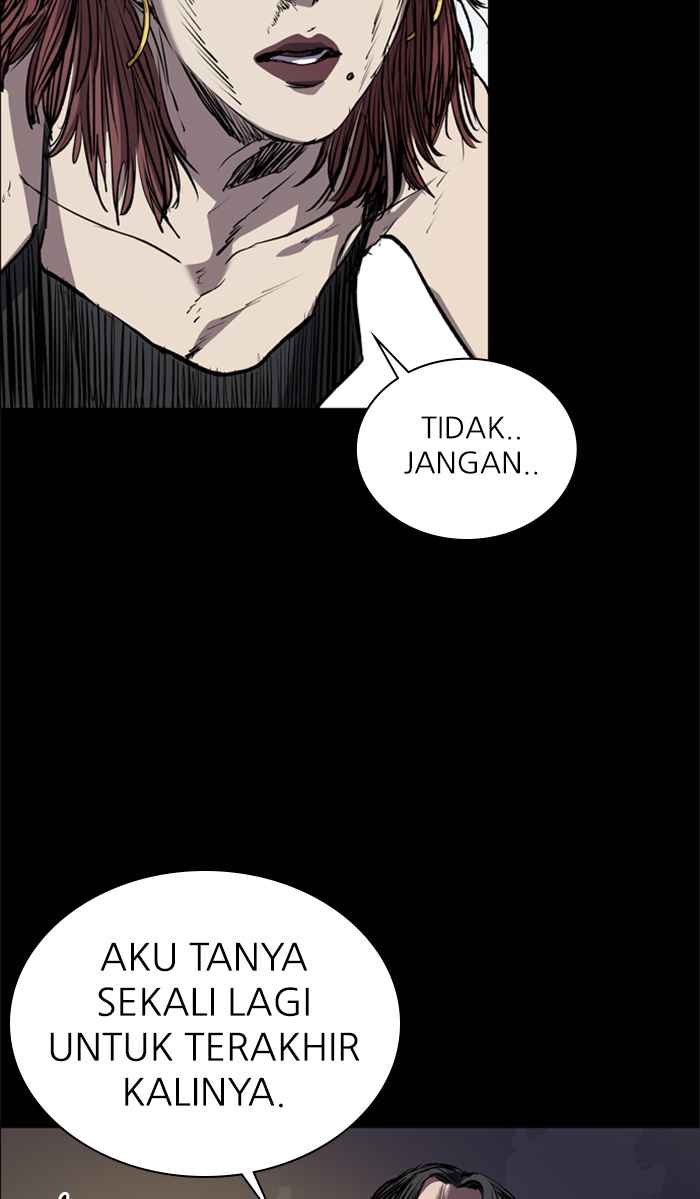 TIDAK..
JANGAN..
AKU TANYA
SEKALI LAGI
UNTUK TERAKHIR
KALINYA.